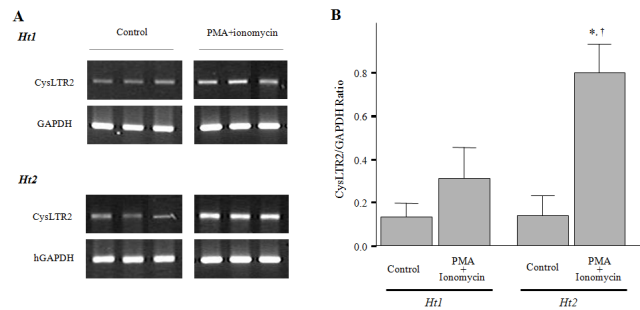 A
Ht1
Control
PMA+ionomycin
CysLTR2
GAPDH
Ht2
CysLTR2
hGAPDH
B
*, †
CysLTR2/GAPDH Ratio
0.8
0.6
0.4
0.2
0.0
Control
PMA
+
Ionomycin
Control
PMA
+
Ionomycin
Ht1
Ht2